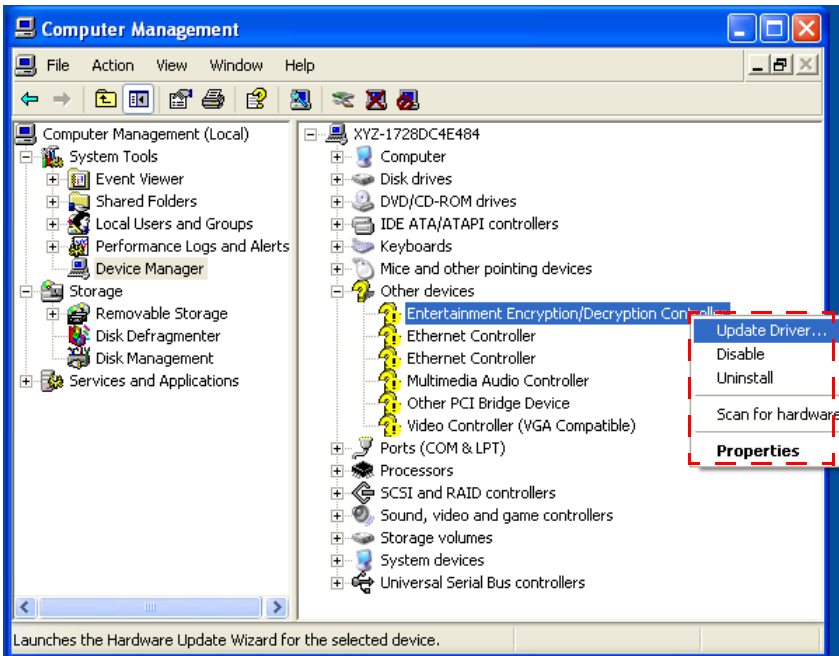 Computer Management
File Action View Window Help
Computer Management (Local)
System Tools
Event Viewer
Shared Folders
Local Users and Groups
Performance Logs and Alerts
Device Manager
Storage
Removable Storage
Disk Defragmenter
Disk Management
Services and Applications
XYZ-1728DC4E484
Computer
Disk drives
DVD/CD-ROM drives
IDE ATA/ATAPI controllers
Keyboards
Mice and other pointing devices
Other devices
Entertainment Encryption/Decryption Controller
Ethernet Controller
Ethernet Controller
Multimedia Audio Controller
Other PCI Bridge Device
Video Controller (VGA Compatible)
Ports (COM & LPT)
Processors
SCSI and RAID controllers
Sound, video and game controllers
Storage volumes
System devices
Universal Serial Bus controllers
Update Driver...
Disable
Uninstall
Scan for hardware
Properties
Launches the Hardware Update Wizard for the selected device.